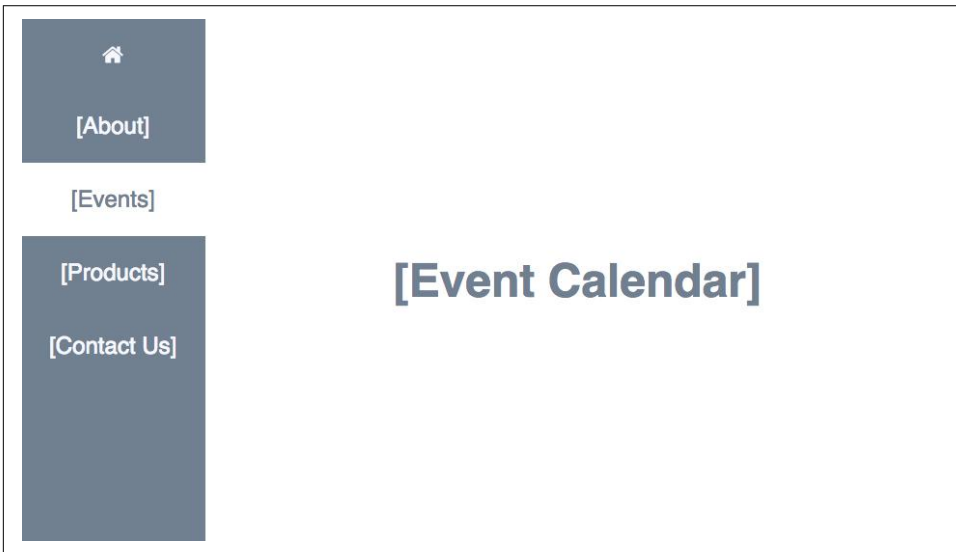 [About]
[Events]
[Products]
[Contact Us]
[Event Calendar]